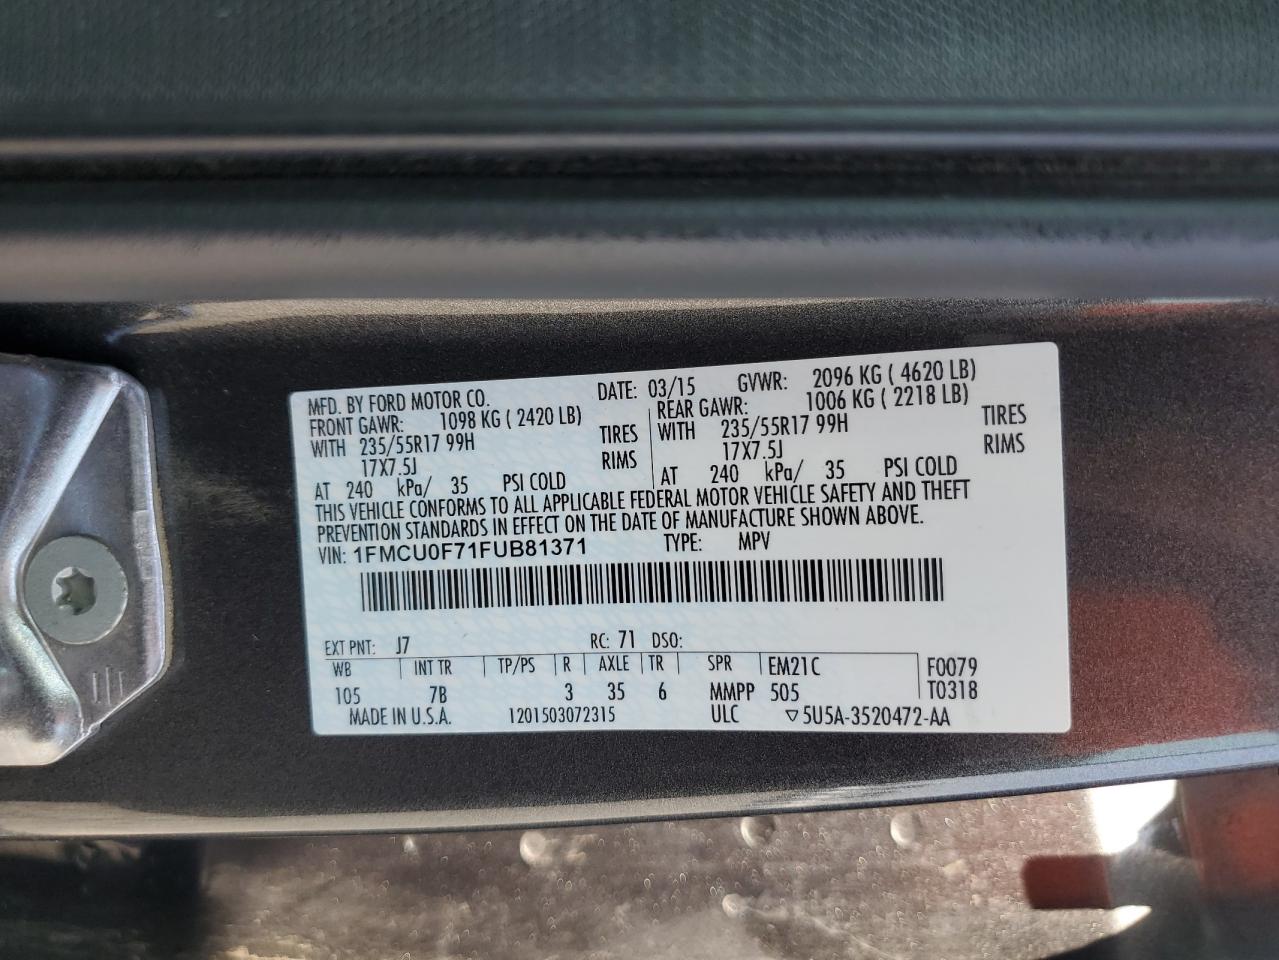 MFD. BY FORD MOTOR CO. DATE: 03/15 GVWR: 2096 KG ( 4620 LB)
FRONT GAWR: 1098 KG ( 2420 LB) REAR GAWR: 1006 KG ( 2218 LB)
WITH 235/55R17 99H TIRES WITH 235/55R17 99H TIRES
17X7.5J RIMS 17X7.5J RIMS
AT 240 kPa/ 35 PSI COLD AT 240 kPa/ 35 PSI COLD
THIS VEHICLE CONFORMS TO ALL APPLICABLE FEDERAL MOTOR VEHICLE SAFETY AND THEFT
PREVENTION STANDARDS IN EFFECT ON THE DATE OF MANUFACTURE SHOWN ABOVE.
VIN: 1FMCU0F71FUB81371 TYPE: MPV
EXT PNT: J7 RC: 71 DSO:
WB INT TR TP/PS R AXLE TR SPR EM21C F0079
105 7B 3 35 6 MMPP 505 T0318
MADE IN U.S.A. 1201503072315 ULC ▽5U5A-3520472-AA